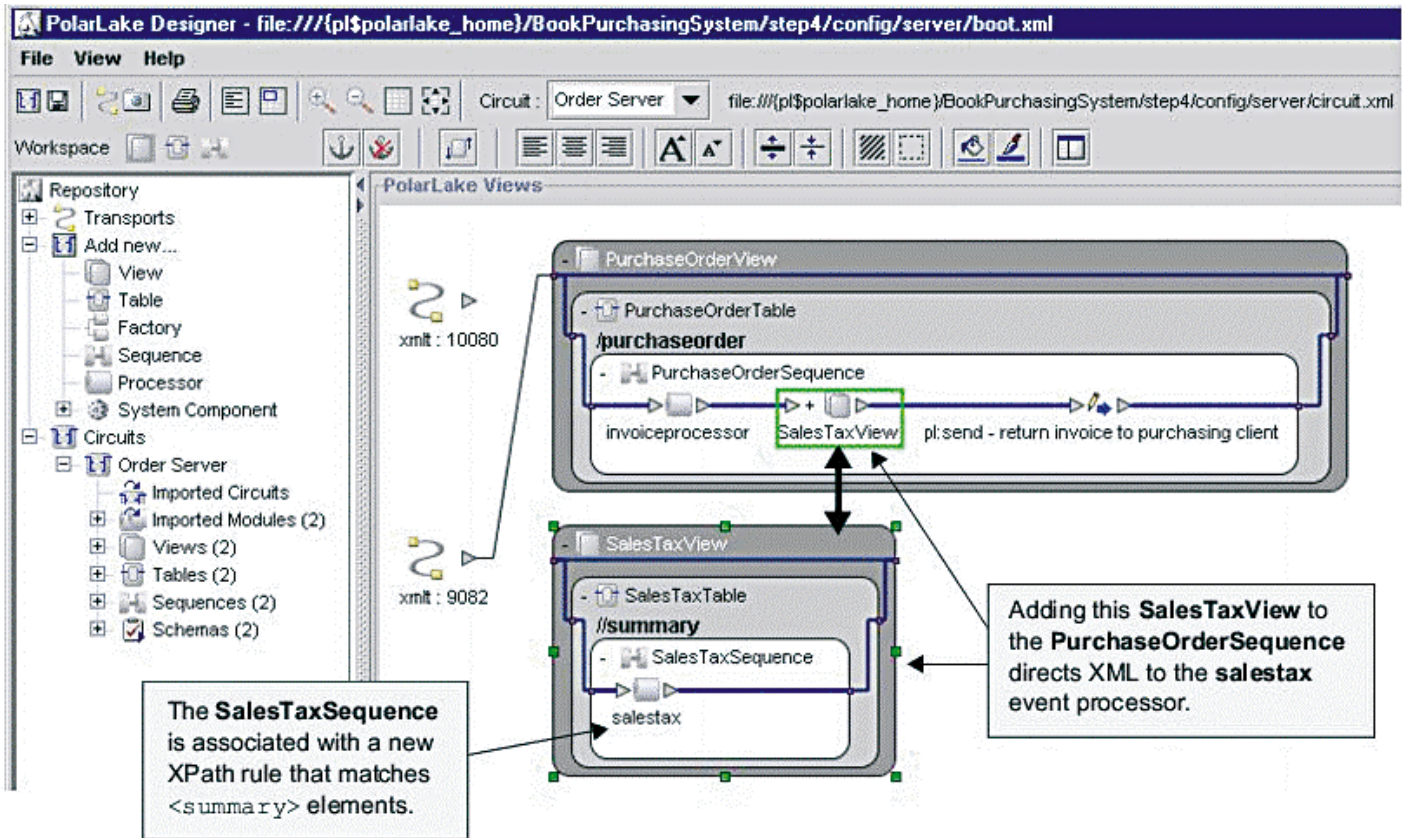 PolarLake Designer - file:///{pl$polarlake_home}/BookPurchasingSystem/step4/config/server/boot.xml
File View Help
Circuit : Order Server file:///{pl$polarlake_home}/BookPurchasingSystem/step4/config/server/circuit.xml
Workspace
Repository
Transports
Add new...
View
Table
Factory
Sequence
Processor
System Component
Circuits
Order Server
Imported Circuits
Imported Modules (2)
Views (2)
Tables (2)
Sequences (2)
Schemas (2)
PolarLake Views
xmlt : 10080
xmlt : 9082
- PurchaseOrderView
- PurchaseOrderTable
/purchaseorder
- PurchaseOrderSequence
+
invoiceprocessor SalesTaxView pl:send - return invoice to purchasing client
- SalesTaxView
- SalesTaxTable
//summary
- SalesTaxSequence
salestax
The SalesTaxSequence
is associated with a new
XPath rule that matches
<summary> elements.
Adding this SalesTaxView to
the PurchaseOrderSequence
directs XML to the salestax
event processor.